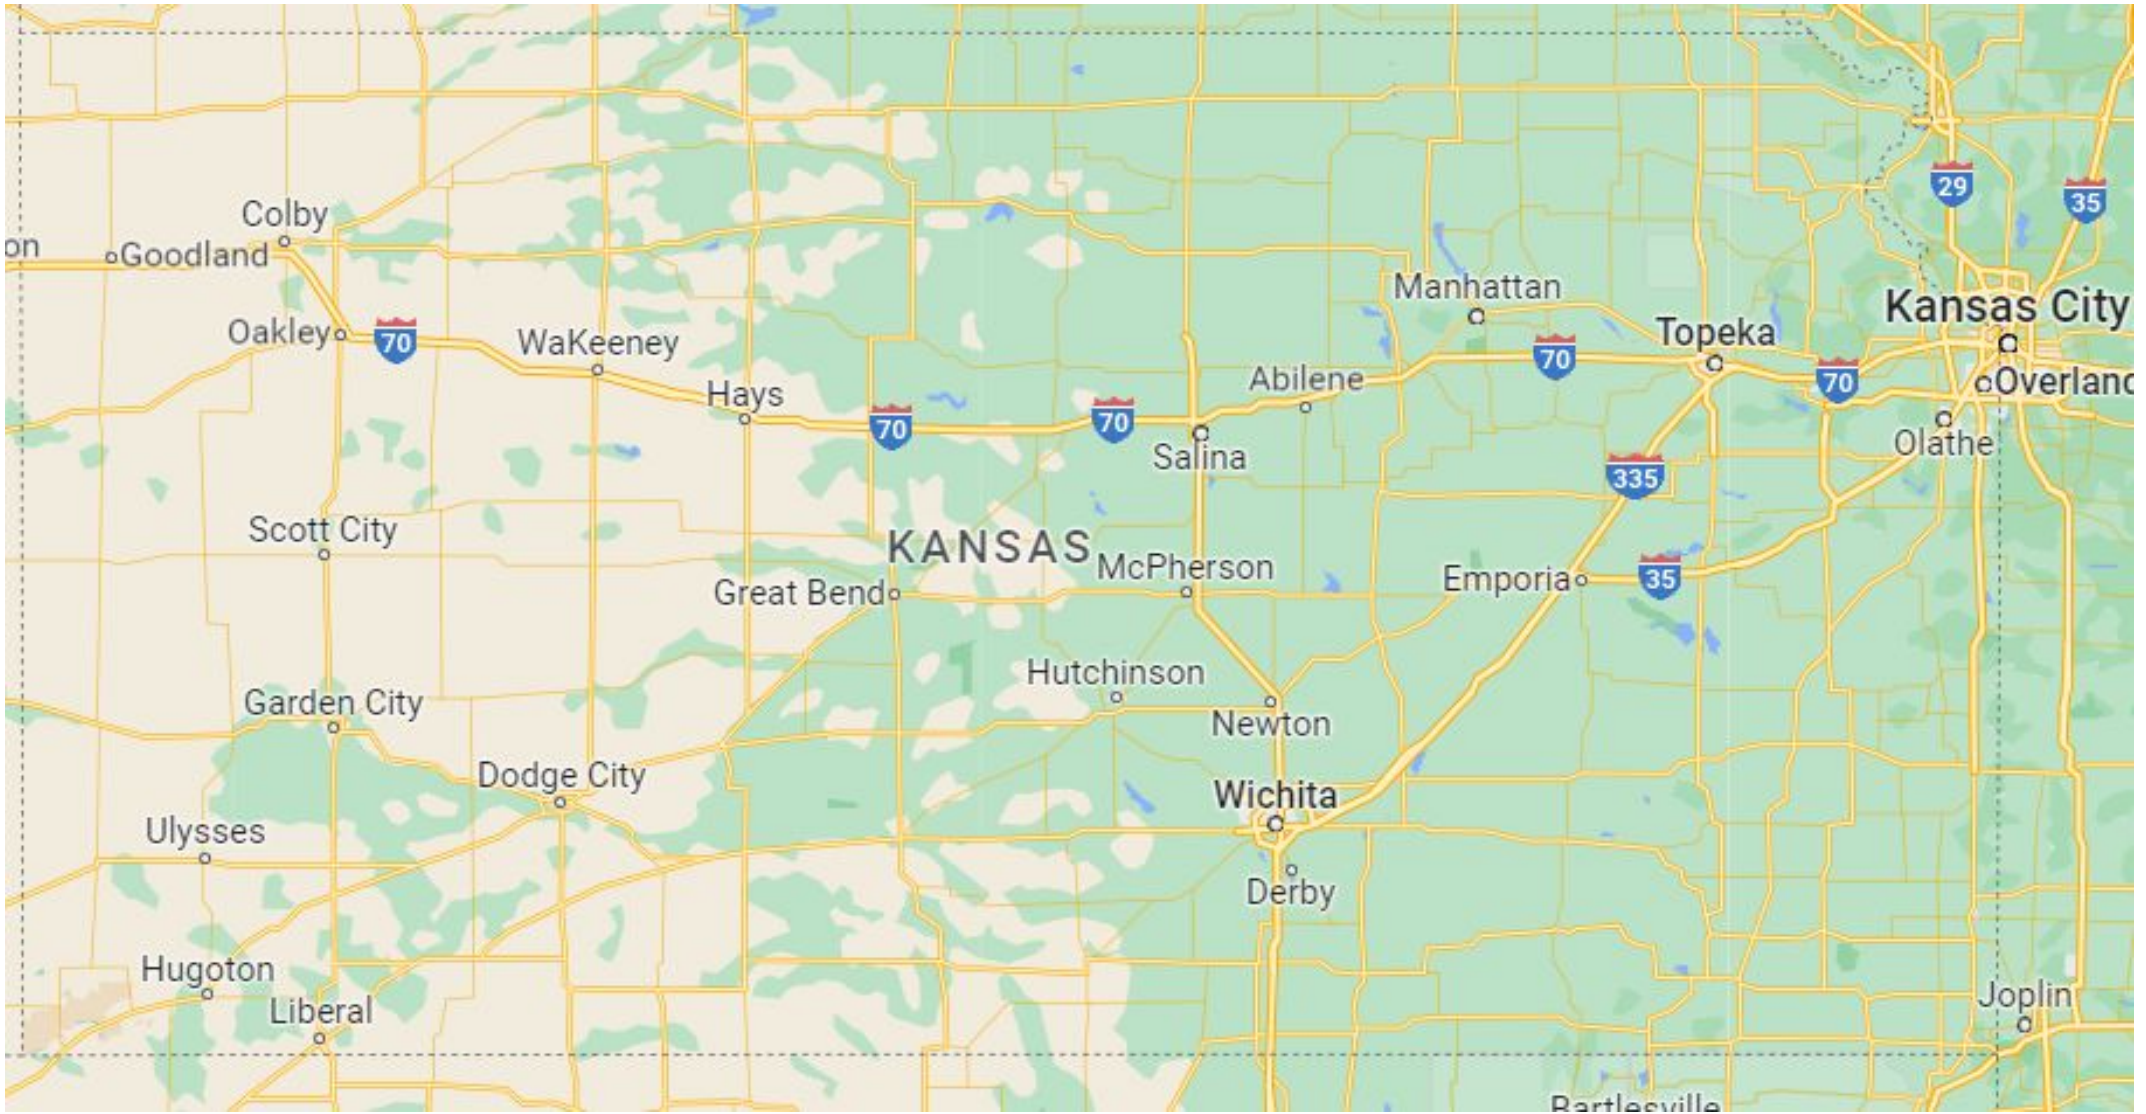 29
35
Colby
on
Goodland
Manhattan
Kansas City
Oakley
70
WaKeeney
70
Topeka
Hays
Abilene
70
Overland
70
70
Salina
Olathe
335
Scott City
KANSAS
McPherson
Emporia
35
Great Bend
Hutchinson
Garden City
Newton
Dodge City
Wichita
Ulysses
Derby
Hugoton
Liberal
Joplin
Bartlesville